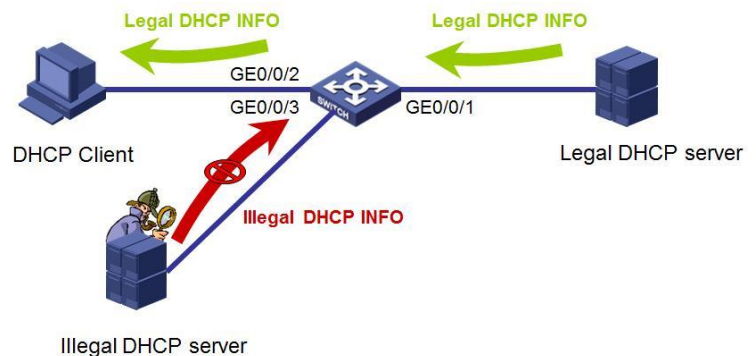 Legal DHCP INFO
Legal DHCP INFO
GE0/0/2
GE0/0/3
SWITCH
GE0/0/1
DHCP Client
Legal DHCP server
Illegal DHCP INFO
Illegal DHCP server